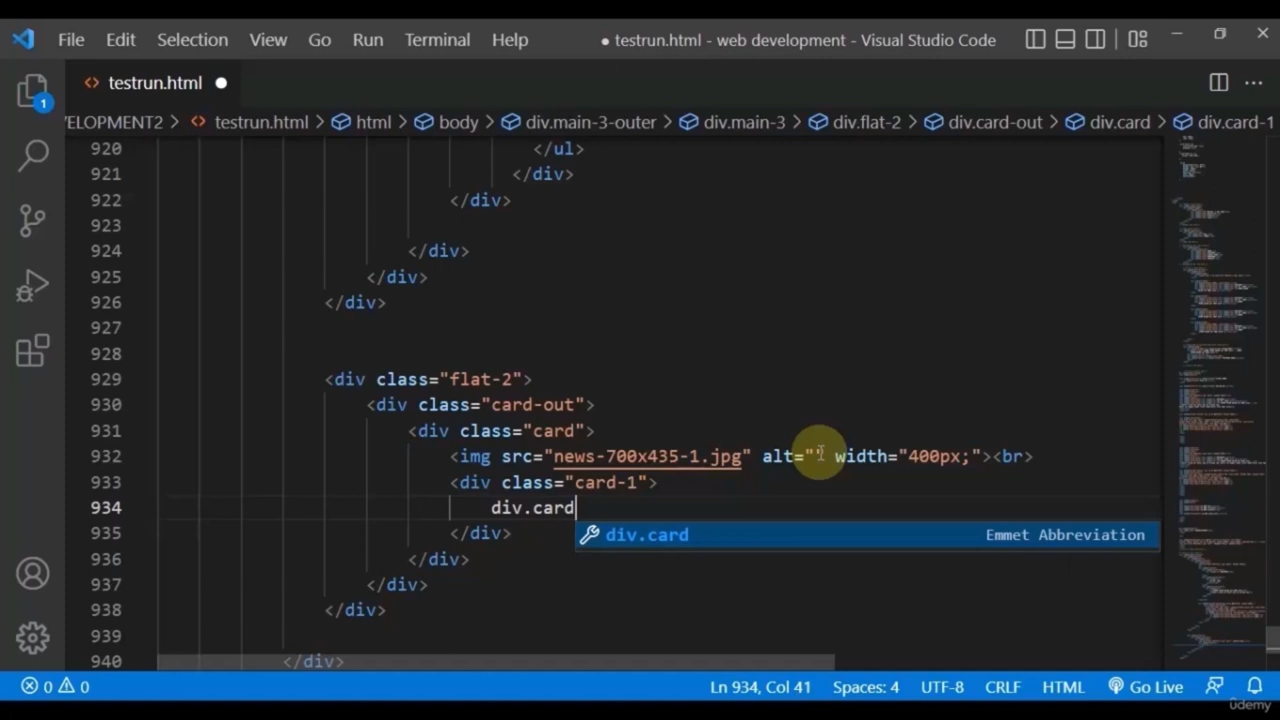 File Edit Selection View Go Run Terminal Help ● testrun.html - web development - Visual Studio Code
<> testrun.html ●
VELOPMENT2 > <> testrun.html > html > body > div.main-3-outer > div.main-3 > div.flat-2 > div.card-out > div.card > div.card-1
1
920 </ul>
921 </div>
922 </div>
923
924 </div>
925 </div>
926 </div>
927
928
929 <div class="flat-2">
930 <div class="card-out">
931 <div class="card">
932 <img src="news-700x435-1.jpg" alt="" width="400px;"><br>
933 <div class="card-1">
934 div.card
div.card Emmet Abbreviation
935 </div>
936 </div>
937 </div>
938 </div>
939
940 </div>
0 0 Ln 934, Col 41 Spaces: 4 UTF-8 CRLF HTML Go Live
ûdemy